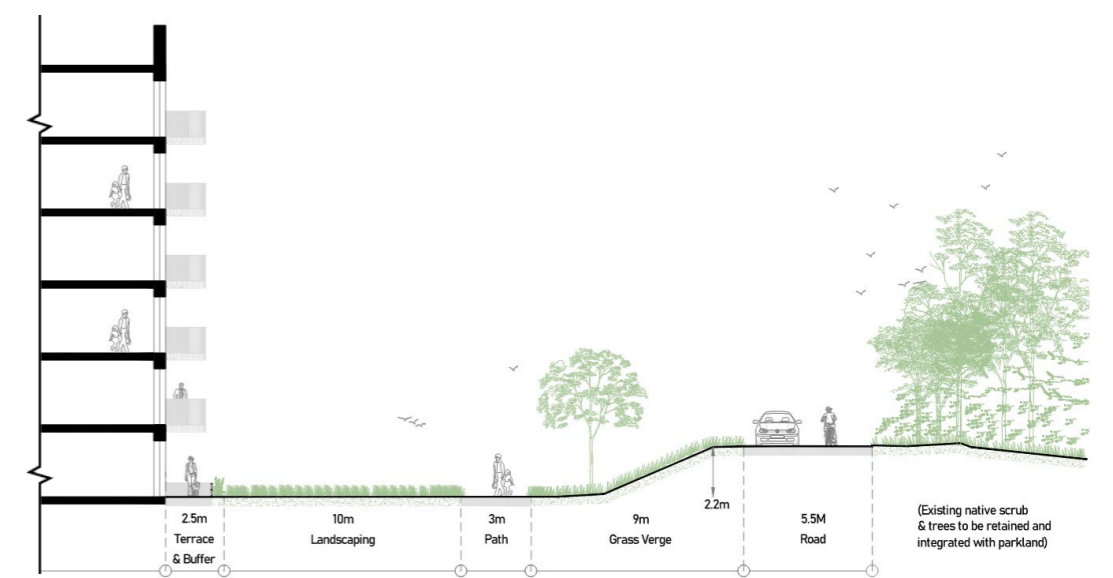 2.5m
Terrace
& Buffer
10m
Landscaping
3m
Path
9m
Grass Verge
2.2m
5.5M
Road
(Existing native scrub
& trees to be retained and
integrated with parkland)